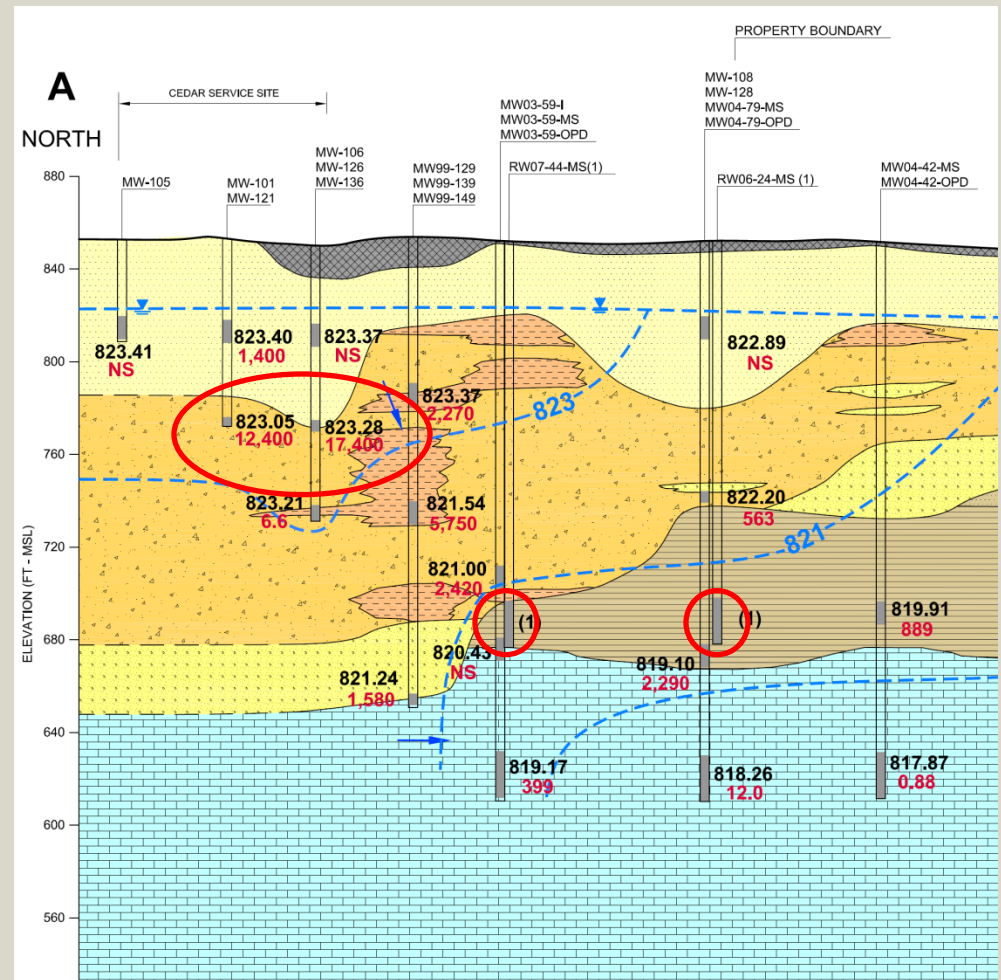 PROPERTY BOUNDARY
A
CEDAR SERVICE SITE
NORTH
MW-105
MW-101
MW-121
MW-106
MW-126
MW-136
MW99-129
MW99-139
MW99-149
MW03-59-I
MW03-59-MS
MW03-59-OPD
RW07-44-MS(1)
MW-108
MW-128
MW04-79-MS
MW04-79-OPD
RW06-24-MS (1)
MW04-42-MS
MW04-42-OPD
ELEVATION (FT - MSL)
880
840
800
760
720
680
640
600
560
823.41
NS
823.40
1,400
823.37
NS
822.89
NS
823.05
12,400
823.28
17,400
823.37
2,270
823
823.21
6.6
821.54
5,750
822.20
563
821
821.00
2,420
(1)
(1)
819.91
889
820.43
NS
819.10
2,290
821.24
1,580
819.17
399
818.26
12.0
817.87
0.88